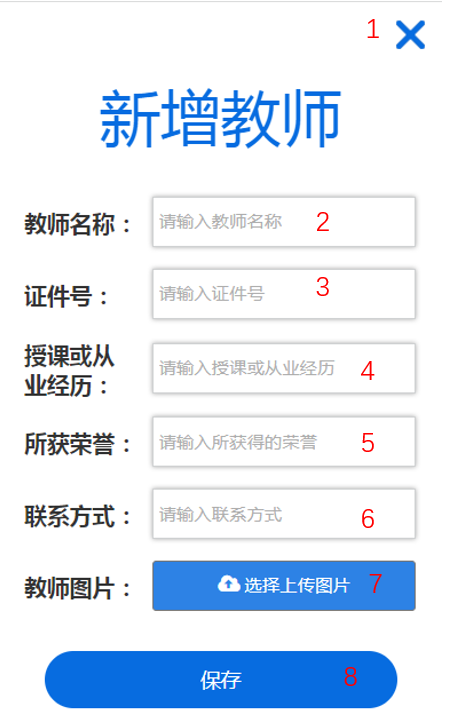 1
新增教师
教师名称： 请输入教师名称 2
证件号： 请输入证件号 3
授课或从
业经历： 请输入授课或从业经历 4
所获荣誉： 请输入所获得的荣誉 5
联系方式： 请输入联系方式 6
教师图片： 选择上传图片 7
保存 8